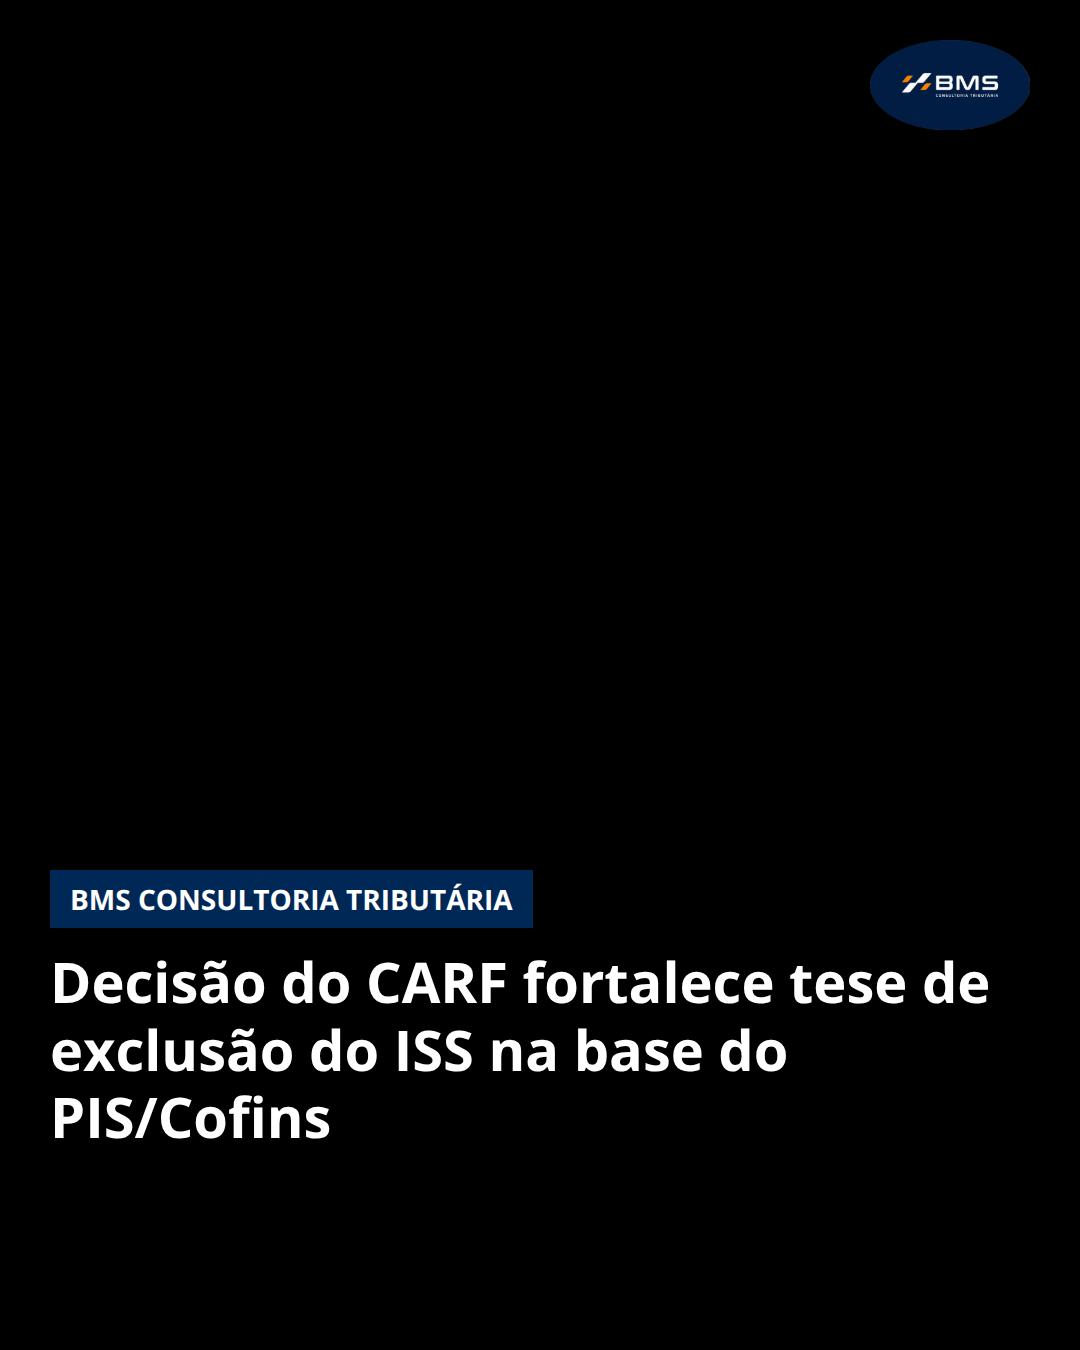 BMS
CONSULTORIA TRIBUTÁRIA
BMS CONSULTORIA TRIBUTÁRIA
Decisão do CARF fortalece tese de
exclusão do ISS na base do
PIS/Cofins